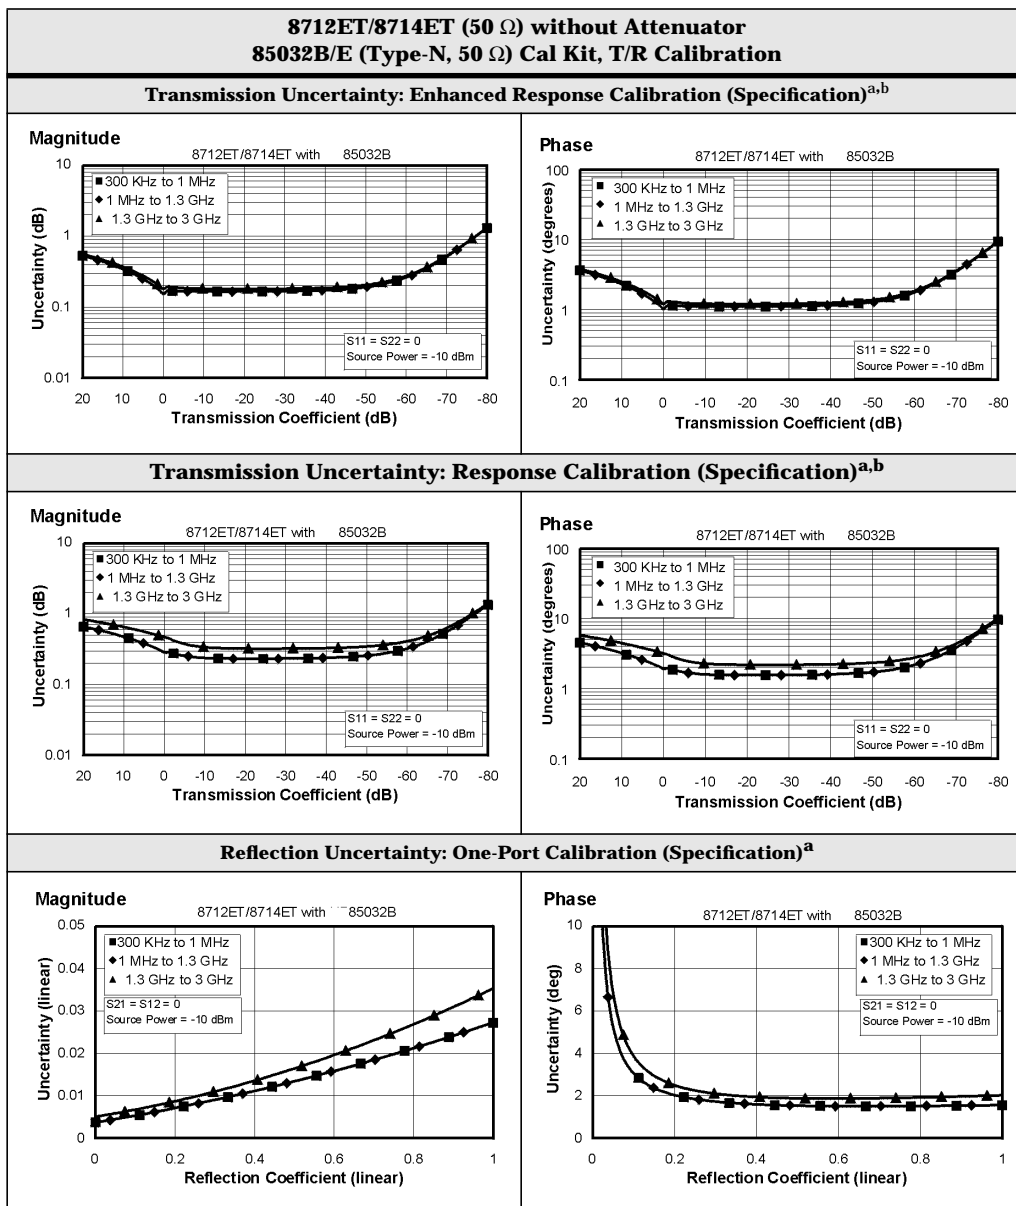 8712ET/8714ET (50 Ω) without Attenuator
85032B/E (Type-N, 50 Ω) Cal Kit, T/R Calibration
Transmission Uncertainty: Enhanced Response Calibration (Specification)a,b
Magnitude
8712ET/8714ET with 85032B
10
1
0.1
0.01
Uncertainty (dB)
300 KHz to 1 MHz
1 MHz to 1.3 GHz
1.3 GHz to 3 GHz
S11 = S22 = 0
Source Power = -10 dBm
20 10 0 -10 -20 -30 -40 -50 -60 -70 -80
Transmission Coefficient (dB)
Phase
8712ET/8714ET with 85032B
100
10
1
0.1
Uncertainty (degrees)
300 KHz to 1 MHz
1 MHz to 1.3 GHz
1.3 GHz to 3 GHz
S11 = S22 = 0
Source Power = -10 dBm
20 10 0 -10 -20 -30 -40 -50 -60 -70 -80
Transmission Coefficient (dB)
Transmission Uncertainty: Response Calibration (Specification)a,b
Magnitude
8712ET/8714ET with 85032B
10
1
0.1
0.01
Uncertainty (dB)
300 KHz to 1 MHz
1 MHz to 1.3 GHz
1.3 GHz to 3 GHz
S11 = S22 = 0
Source Power = -10 dBm
20 10 0 -10 -20 -30 -40 -50 -60 -70 -80
Transmission Coefficient (dB)
Phase
8712ET/8714ET with 85032B
100
10
1
0.1
Uncertainty (degrees)
300 KHz to 1 MHz
1 MHz to 1.3 GHz
1.3 GHz to 3 GHz
S11 = S22 = 0
Source Power = -10 dBm
20 10 0 -10 -20 -30 -40 -50 -60 -70 -80
Transmission Coefficient (dB)
Reflection Uncertainty: One-Port Calibration (Specification)a
Magnitude
8712ET/8714ET with 85032B
0.05
0.04
0.03
0.02
0.01
0
Uncertainty (linear)
300 KHz to 1 MHz
1 MHz to 1.3 GHz
1.3 GHz to 3 GHz
S21 = S12 = 0
Source Power = -10 dBm
0 0.2 0.4 0.6 0.8 1
Reflection Coefficient (linear)
Phase
8712ET/8714ET with 85032B
10
8
6
4
2
0
Uncertainty (deg)
300 KHz to 1 MHz
1 MHz to 1.3 GHz
1.3 GHz to 3 GHz
S21 = S12 = 0
Source Power = -10 dBm
0 0.2 0.4 0.6 0.8 1
Reflection Coefficient (linear)